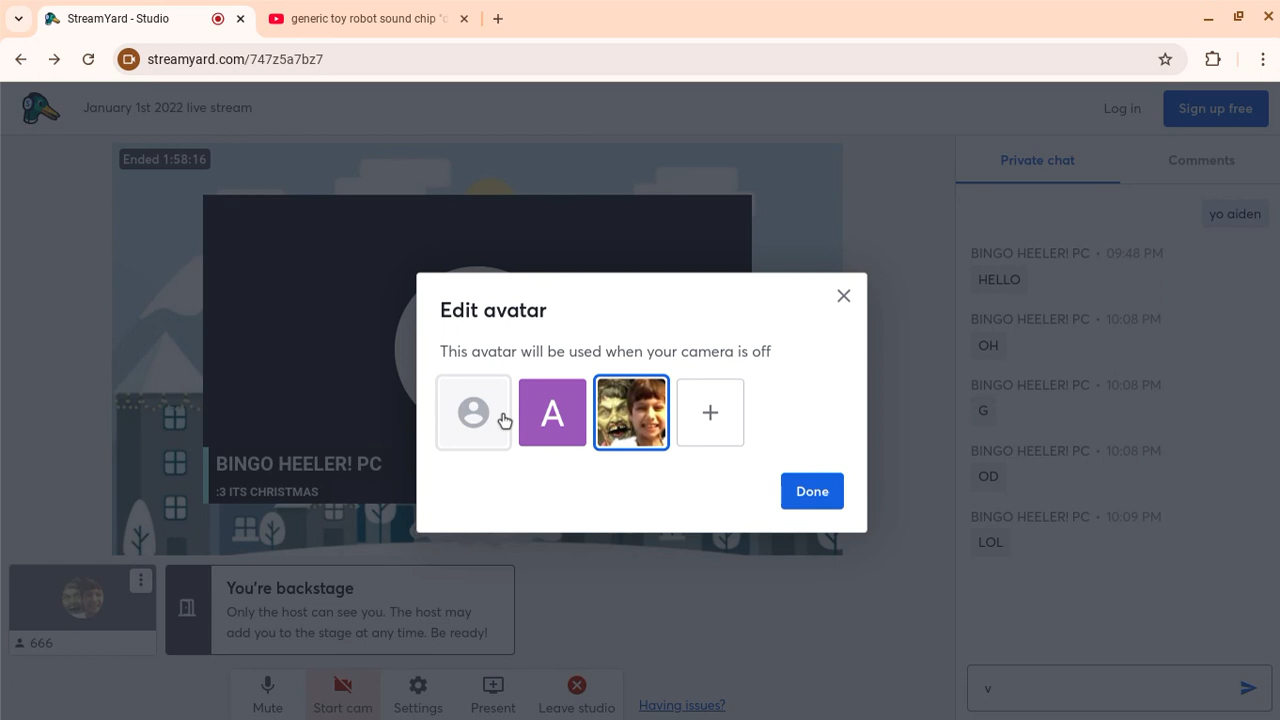 StreamYard - Studio
generic toy robot sound chip "c
streamyard.com/747z5a7bz7
January 1st 2022 live stream
Log in
Sign up free
Ended 1:58:16
Private chat
Comments
yo aiden
BINGO HEELER! PC • 09:48 PM
HELLO
BINGO HEELER! PC • 10:08 PM
OH
BINGO HEELER! PC • 10:08 PM
G
BINGO HEELER! PC • 10:08 PM
OD
BINGO HEELER! PC • 10:09 PM
LOL
Edit avatar
This avatar will be used when your camera is off
A
Done
BINGO HEELER! PC
:3 ITS CHRISTMAS
You're backstage
Only the host can see you. The host may
add you to the stage at any time. Be ready!
666
Mute
Start cam
Settings
Present
Leave studio
Having issues?
v